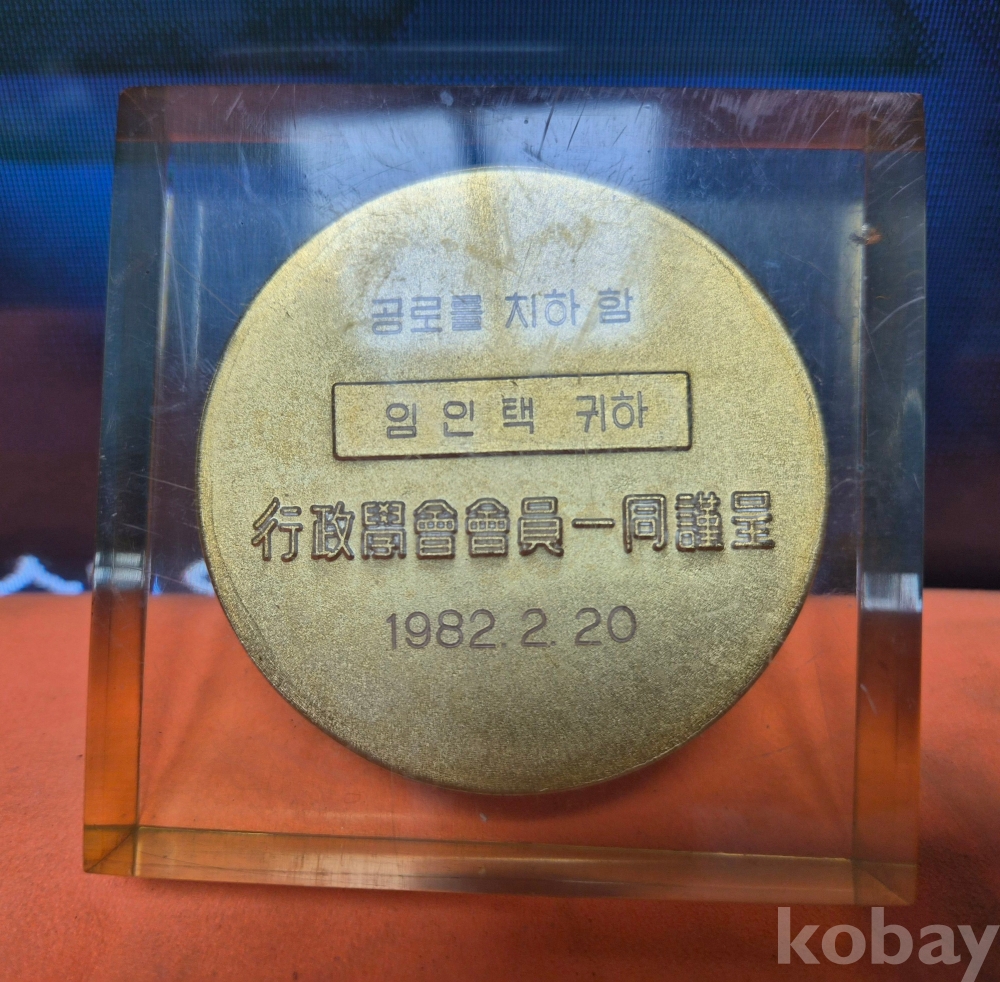 공로를 치하 함
임 인 택 귀하
行政學會會員一同謹呈
1982. 2. 20
kobay